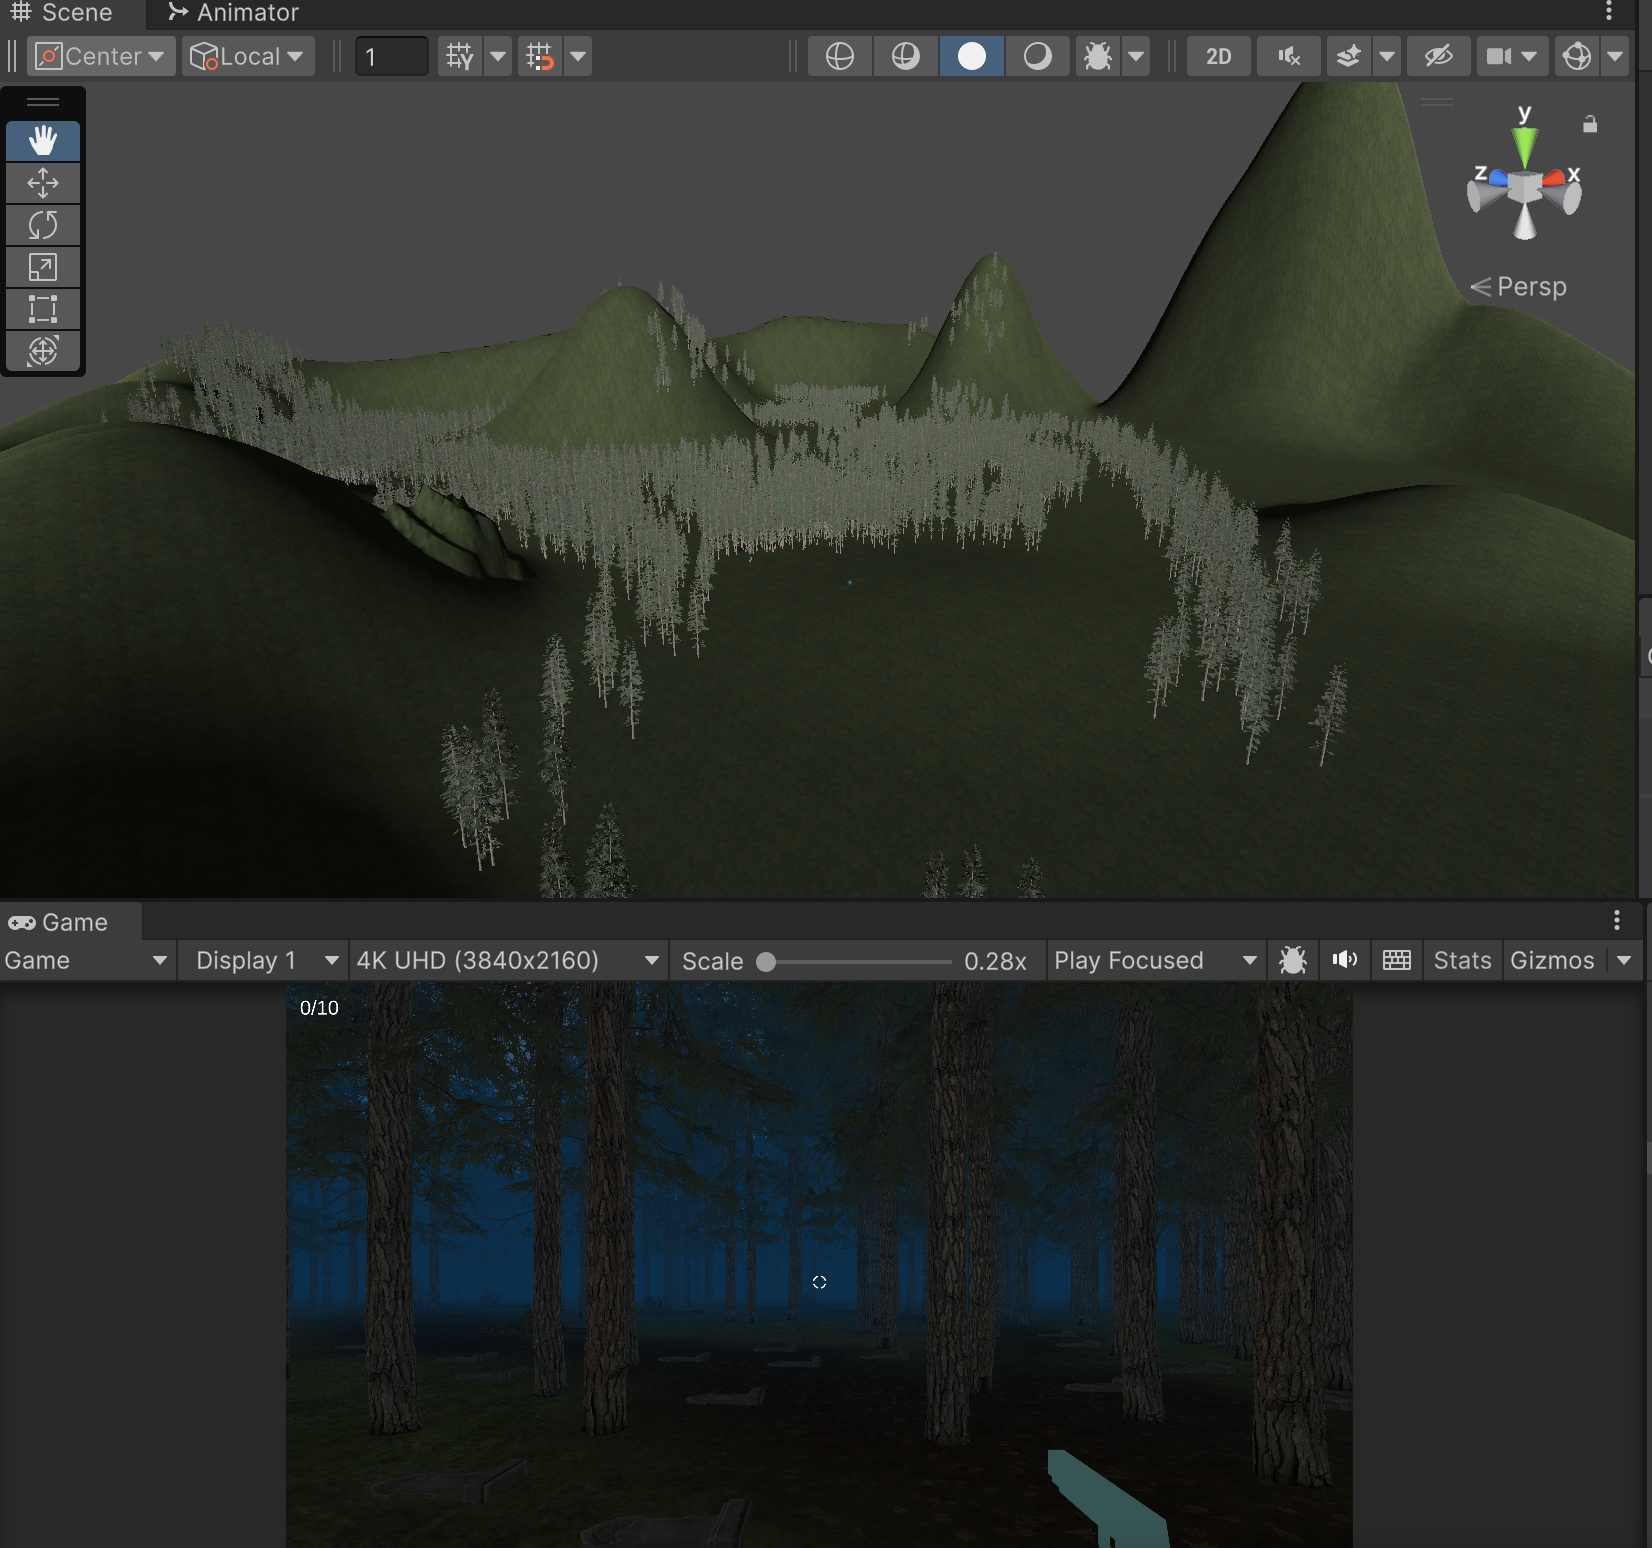 Scene Animator
Center Local 1 2D
y
z x
Persp
Game
Game Display 1 4K UHD (3840x2160) Scale 0.28x Play Focused Stats Gizmos
0/10